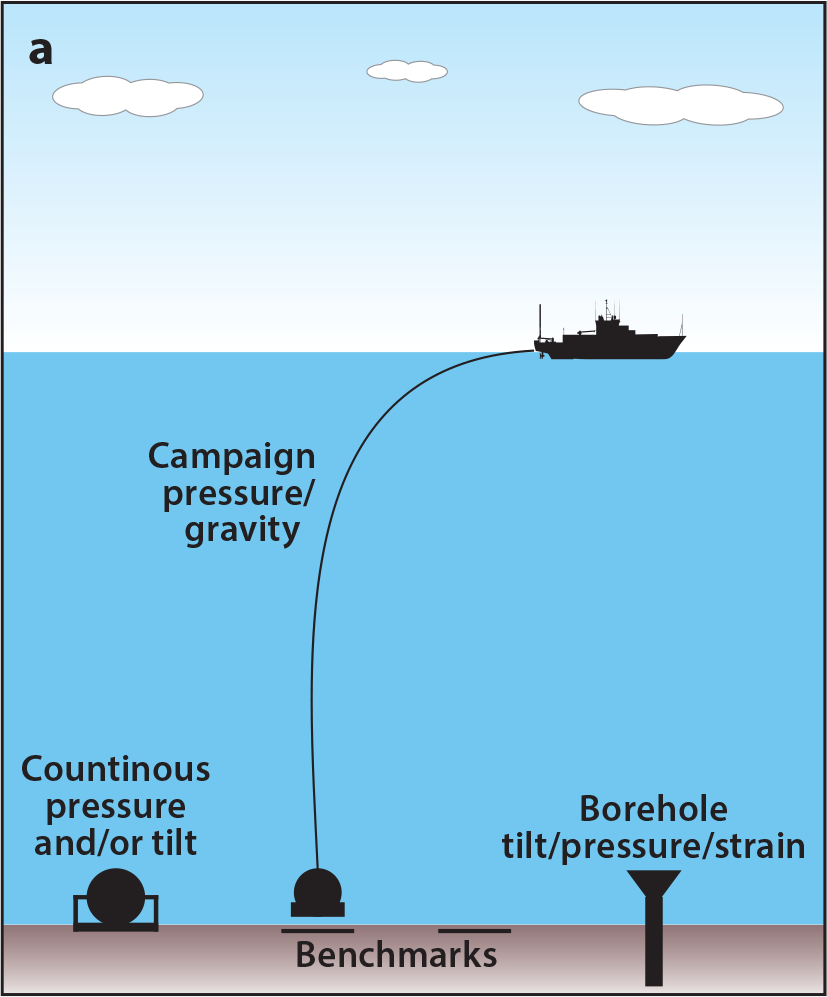 a
Campaign
pressure/
gravity
Countinous
pressure
and/or tilt
Borehole
tilt/pressure/strain
Benchmarks